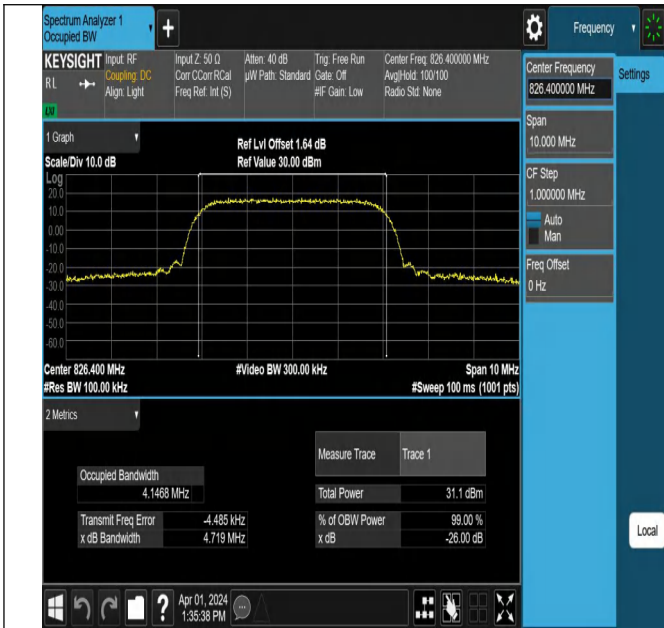 Spectrum Analyzer 1
Occupied BW
Frequency
KEYSIGHT
RL
Input: RF
Coupling: DC
Align: Light
Input Z: 50 Ω
Corr CCorr RCal
Freq Ref: Int (S)
Atten: 40 dB
µW Path: Standard
Trig: Free Run
Gate: Off
#IF Gain: Low
Center Freq: 826.400000 MHz
Avg|Hold: 100/100
Radio Std: None
LXI
Center Frequency
826.400000 MHz
Settings
Span
10.000 MHz
CF Step
1.000000 MHz
Auto
Man
Freq Offset
0 Hz
Local
1 Graph
Scale/Div 10.0 dB
Ref Lvl Offset 1.64 dB
Ref Value 30.00 dBm
Log
20.0
10.0
0.00
-10.0
-20.0
-30.0
-40.0
-50.0
-60.0
Center 826.400 MHz
#Res BW 100.00 kHz
#Video BW 300.00 kHz
Span 10 MHz
#Sweep 100 ms (1001 pts)
2 Metrics
Measure Trace Trace 1
Occupied Bandwidth
4.1468 MHz
Total Power 31.1 dBm
Transmit Freq Error -4.485 kHz
% of OBW Power 99.00 %
x dB Bandwidth 4.719 MHz
x dB -26.00 dB
?
Apr 01, 2024
1:35:38 PM